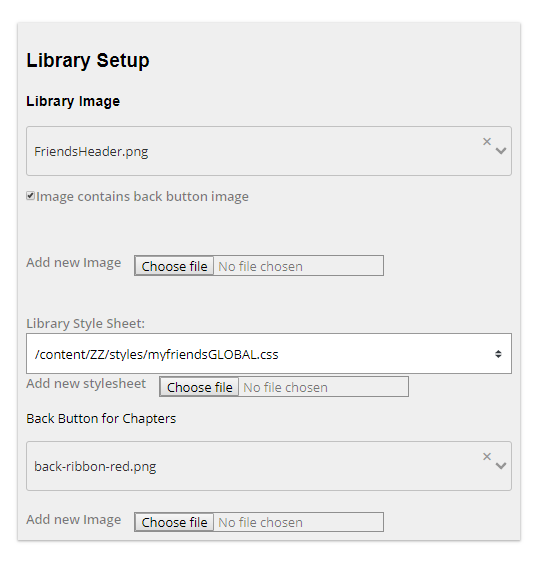 Library Setup
Library Image
FriendsHeader.png
Image contains back button image
Add new Image Choose file No file chosen
Library Style Sheet:
/content/ZZ/styles/myfriendsGLOBAL.css
Add new stylesheet Choose file No file chosen
Back Button for Chapters
back-ribbon-red.png
Add new Image Choose file No file chosen